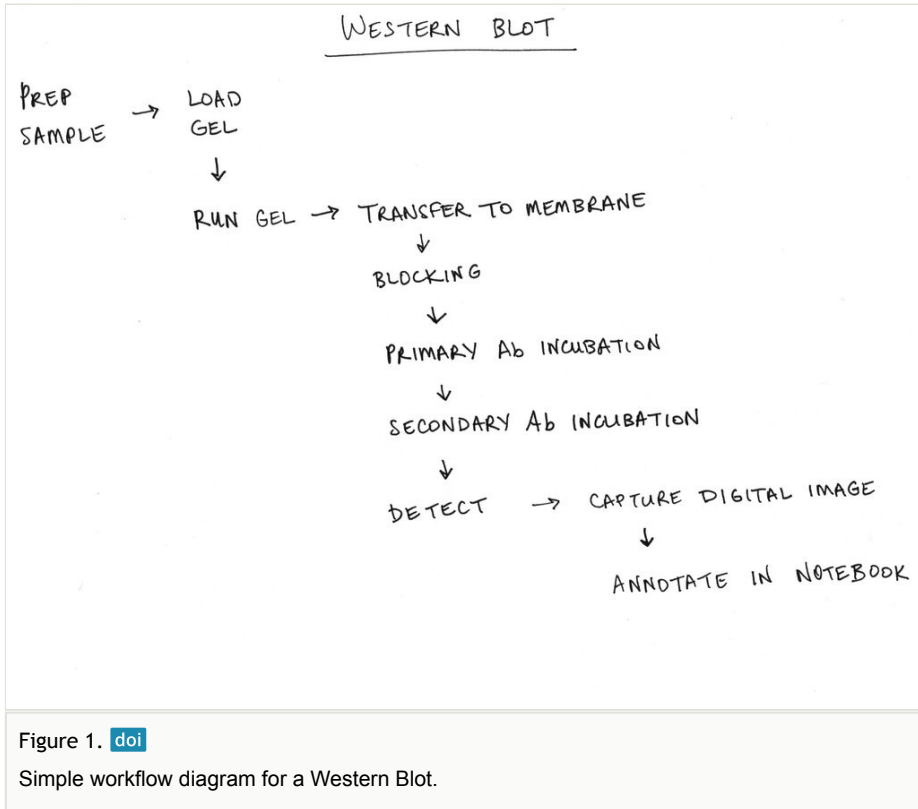 WESTERN BLOT
PREP
SAMPLE
→ LOAD
GEL
↓
RUN GEL → TRANSFER TO MEMBRANE
↓
BLOCKING
↓
PRIMARY Ab INCUBATION
↓
SECONDARY Ab INCUBATION
↓
DETECT → CAPTURE DIGITAL IMAGE
↓
ANNOTATE IN NOTEBOOK
Figure 1. doi
Simple workflow diagram for a Western Blot.